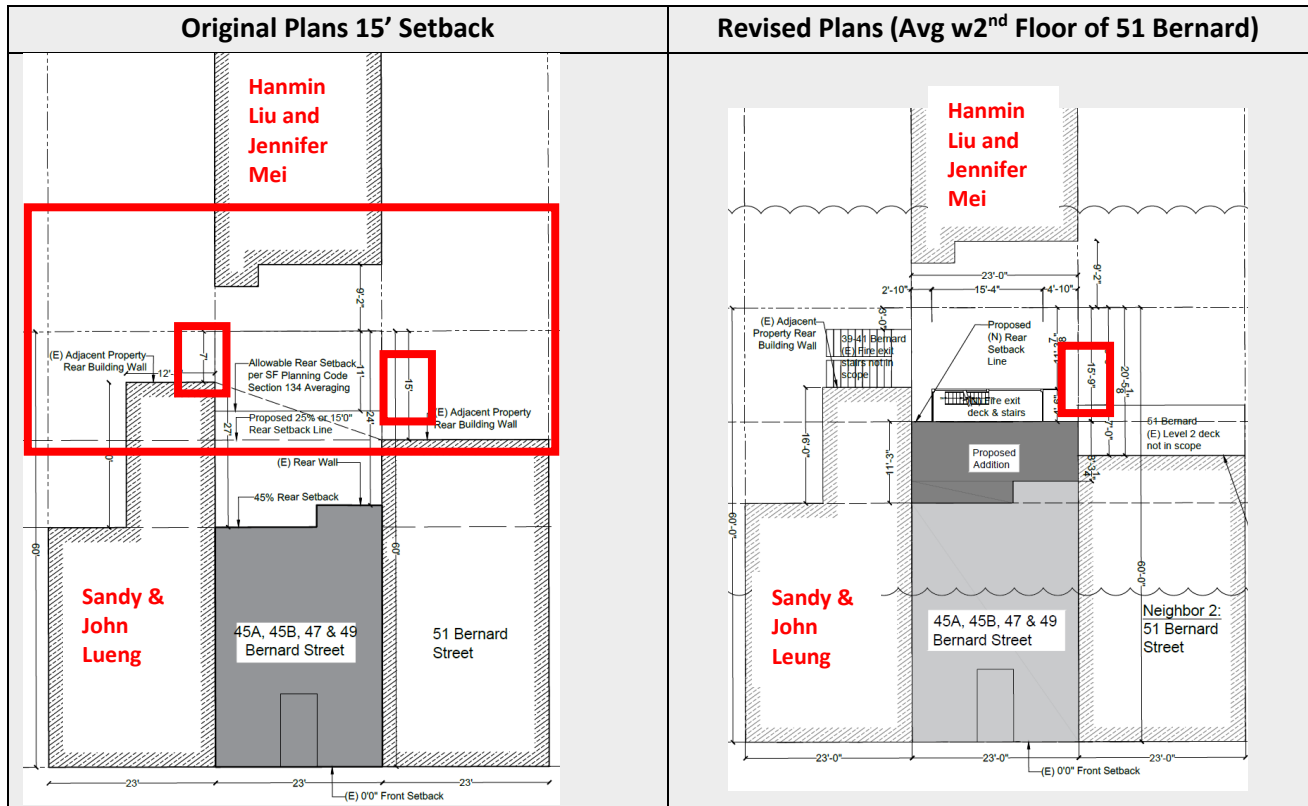 Original Plans 15’ Setback
Revised Plans (Avg w2nd Floor of 51 Bernard)
Hanmin
Liu and
Jennifer
Mei
9'-2"
(E) Adjacent Property
Rear Building Wall
12'-
7'-
Allowable Rear Setback
per SF Planning Code
Section 134 Averaging
11'-
15'-
Proposed 25% or 15'0"
Rear Setback Line
24'
27'
(E) Adjacent Property
Rear Building Wall
(E) Rear Wall
45% Rear Setback
60'
60'
Sandy &
John
Lueng
45A, 45B, 47 & 49
Bernard Street
51 Bernard
Street
23'
23'
23'
(E) 0'0" Front Setback
Hanmin
Liu and
Jennifer
Mei
9'-2"
23'-0"
2'-10"
15'-4"
4'-10"
(E) Adjacent
Property Rear
Building Wall
39-41 Bernard
(E) Fire exit
stairs not in
scope
Proposed
(N) Rear
Setback
Line
15'-9"
Fire exit
deck & stairs
7'-0"
51 Bernard
(E) Level 2 deck
not in scope
16'-0"
11'-3"
Proposed
Addition
60'-0"
60'-0"
Sandy &
John
Leung
45A, 45B, 47 & 49
Bernard Street
Neighbor 2:
51 Bernard
Street
23'-0"
23'-0"
23'-0"
(E) 0'0" Front Setback